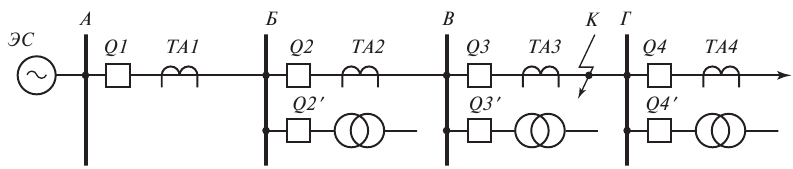 А Б В К Г
ЭС Q1 TA1 Q2 TA2 Q3 TA3 Q4 TA4
Q2′ Q3′ Q4′